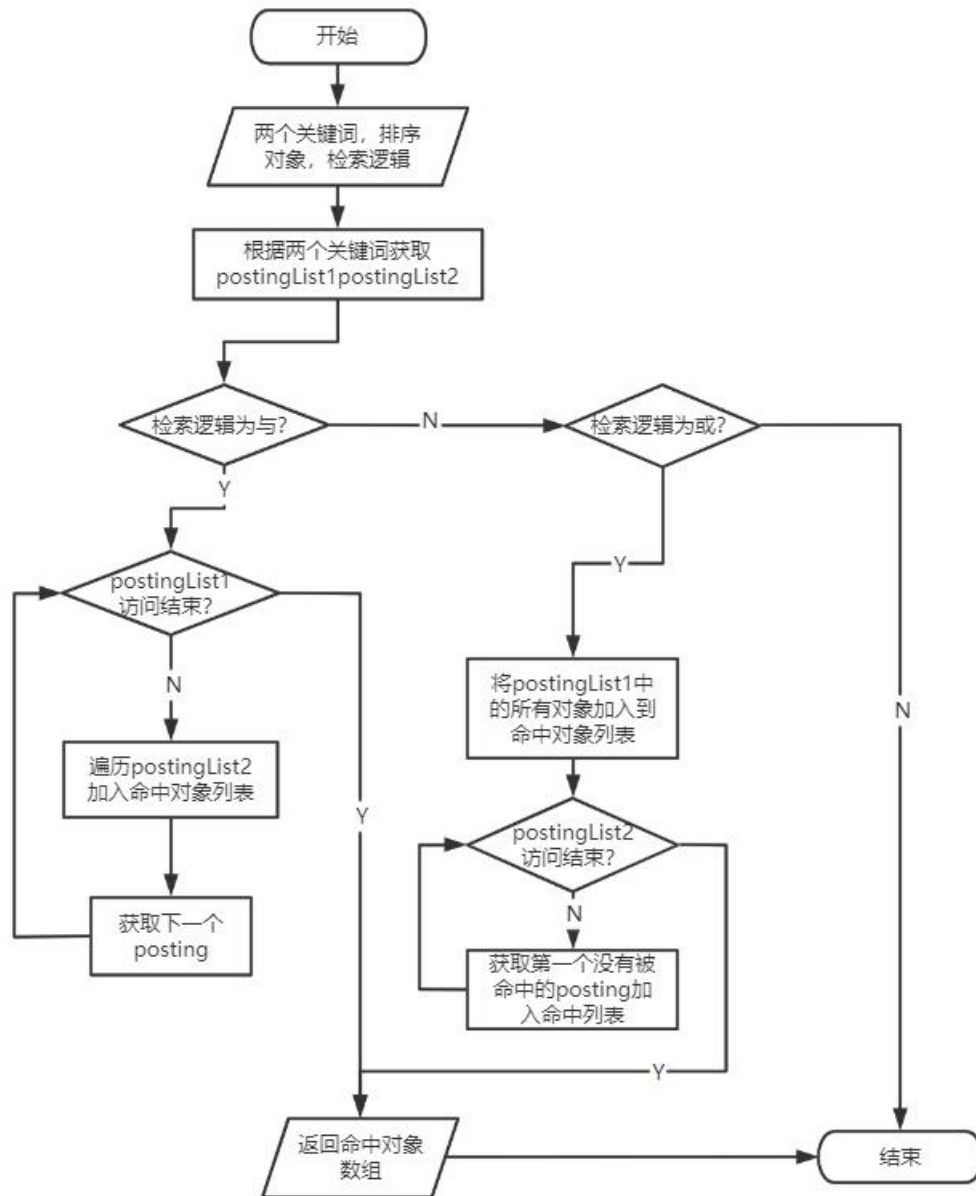 开始
两个关键词，排序
对象，检索逻辑
根据两个关键词获取
postingList1postingList2
检索逻辑为与?
N
检索逻辑为或?
Y
postingList1
访问结束?
Y
N
将postingList1中
的所有对象加入到
命中对象列表
N
遍历postingList2
加入命中对象列表
Y
postingList2
访问结束?
N
获取下一个
posting
获取第一个没有被
命中的posting加
入命中列表
Y
返回命中对象
数组
结束